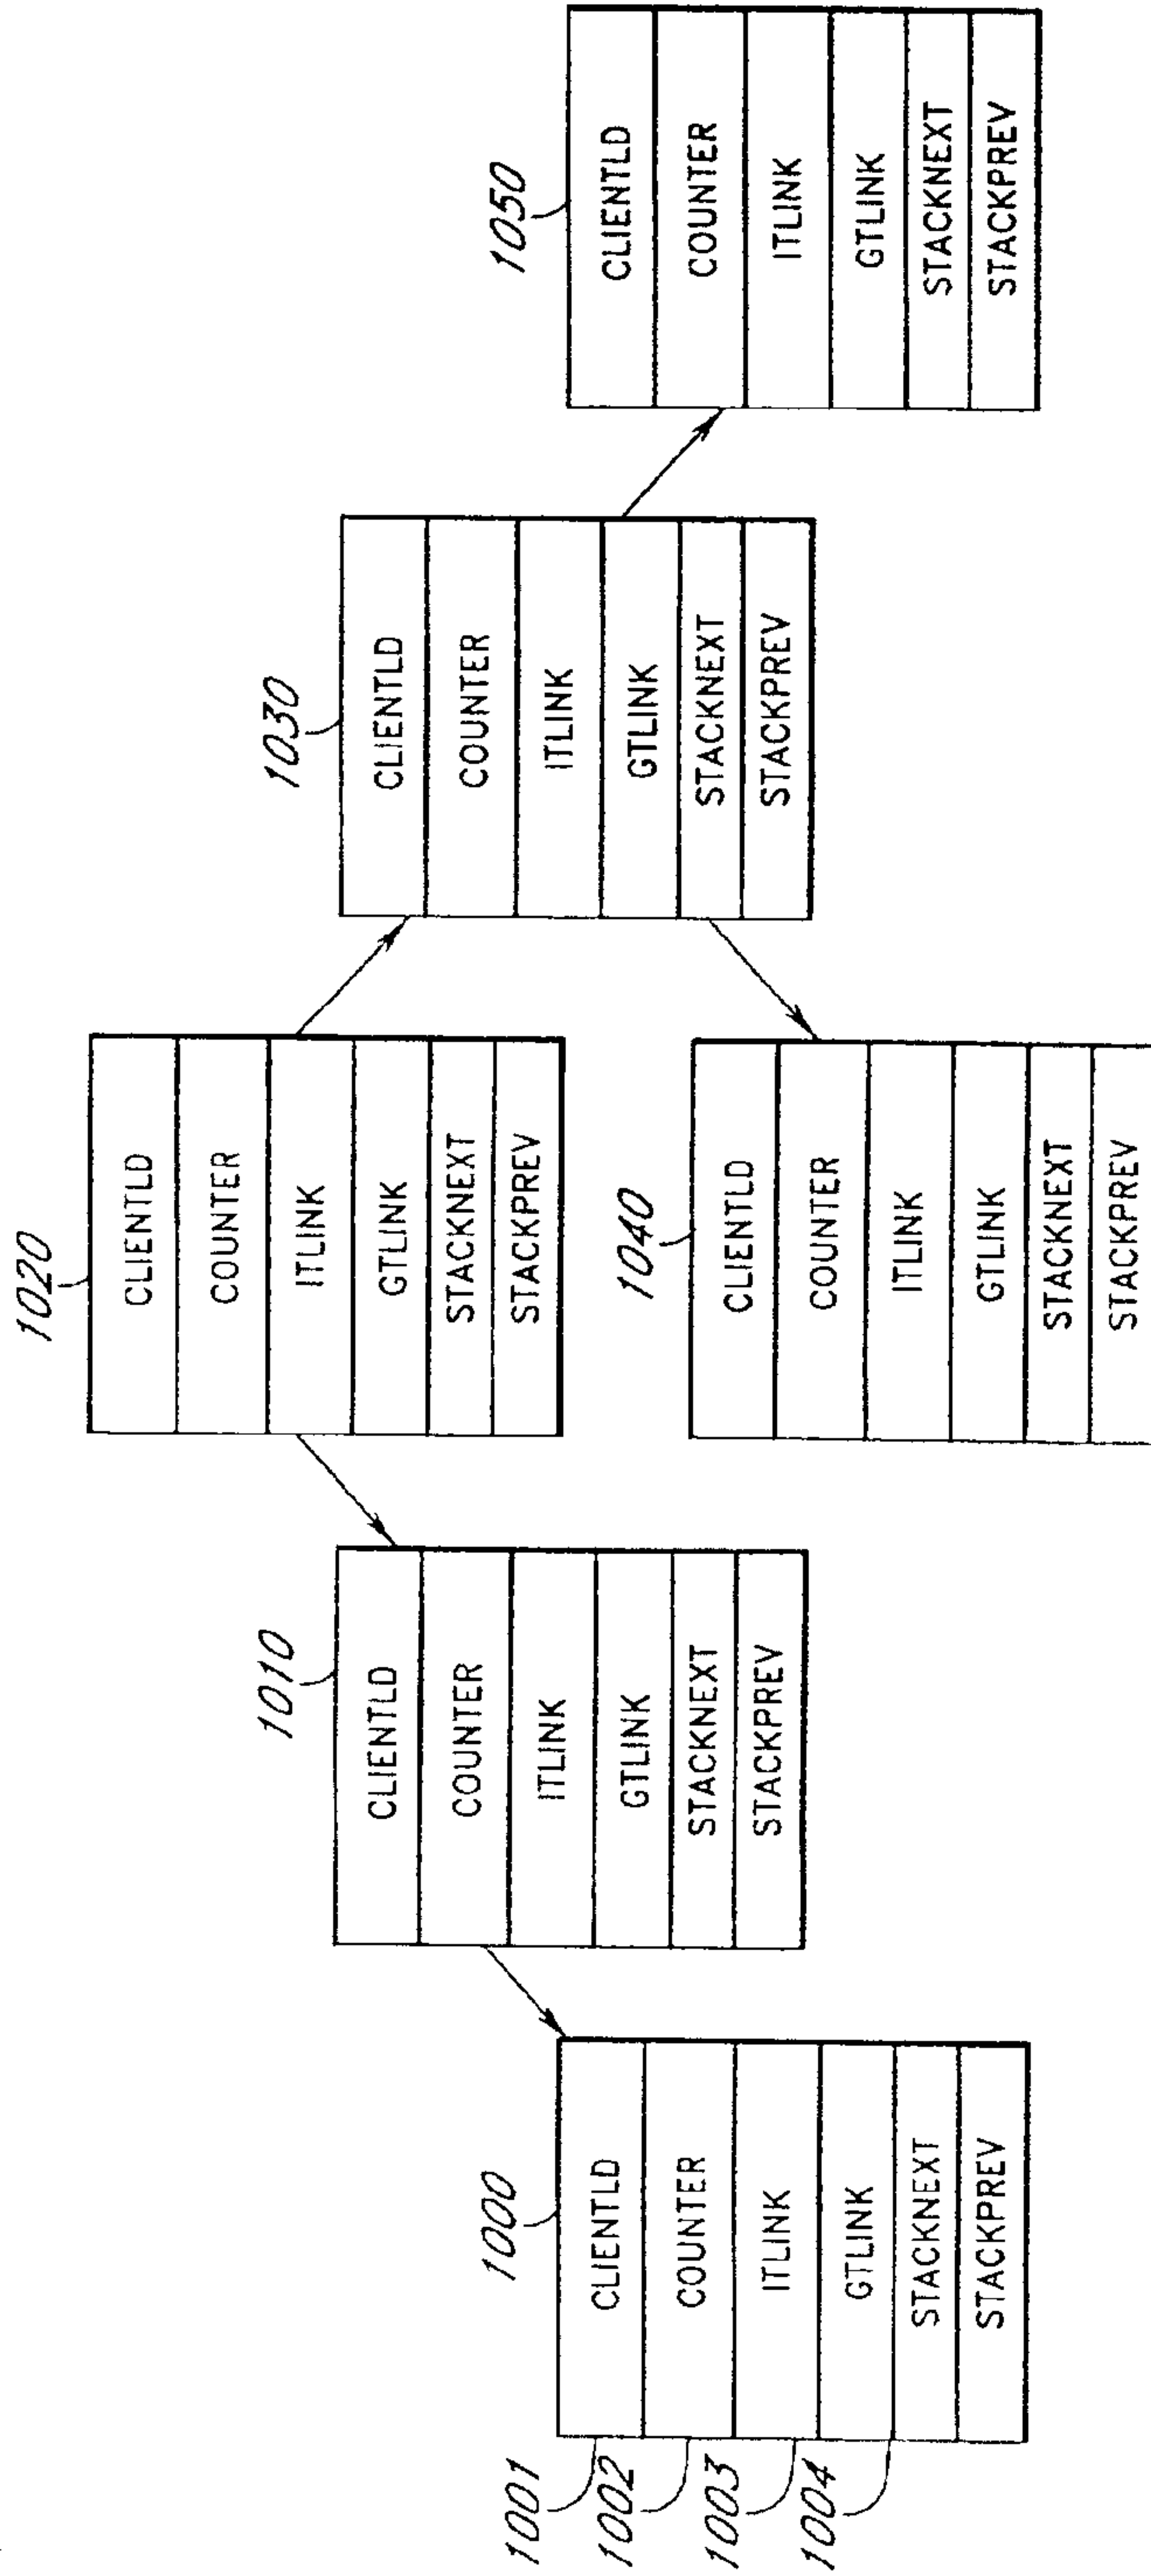 1020
CLIENTLD
COUNTER
ITLINK
GTLINK
STACKNEXT
STACKPREV
1010
CLIENTLD
COUNTER
ITLINK
GTLINK
STACKNEXT
STACKPREV
1030
CLIENTLD
COUNTER
ITLINK
GTLINK
STACKNEXT
STACKPREV
1000
1001
CLIENTLD
1002
COUNTER
1003
ITLINK
1004
GTLINK
STACKNEXT
STACKPREV
1040
CLIENTLD
COUNTER
ITLINK
GTLINK
STACKNEXT
STACKPREV
1050
CLIENTLD
COUNTER
ITLINK
GTLINK
STACKNEXT
STACKPREV